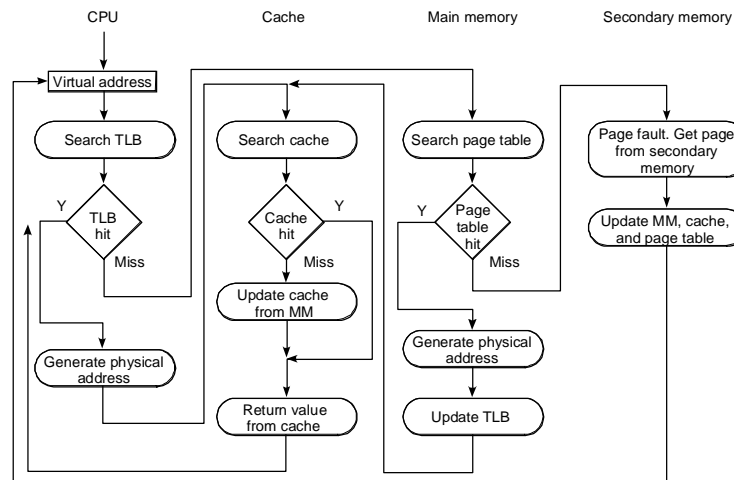 CPU
Cache
Main memory
Secondary memory
Virtual address
Search TLB
Search cache
Search page table
Page fault. Get page
from secondary
memory
Y
TLB
hit
Miss
Cache
hit
Y
Miss
Y
Page
table
hit
Miss
Update MM, cache,
and page table
Update cache
from MM
Generate physical
address
Generate physical
address
Return value
from cache
Update TLB